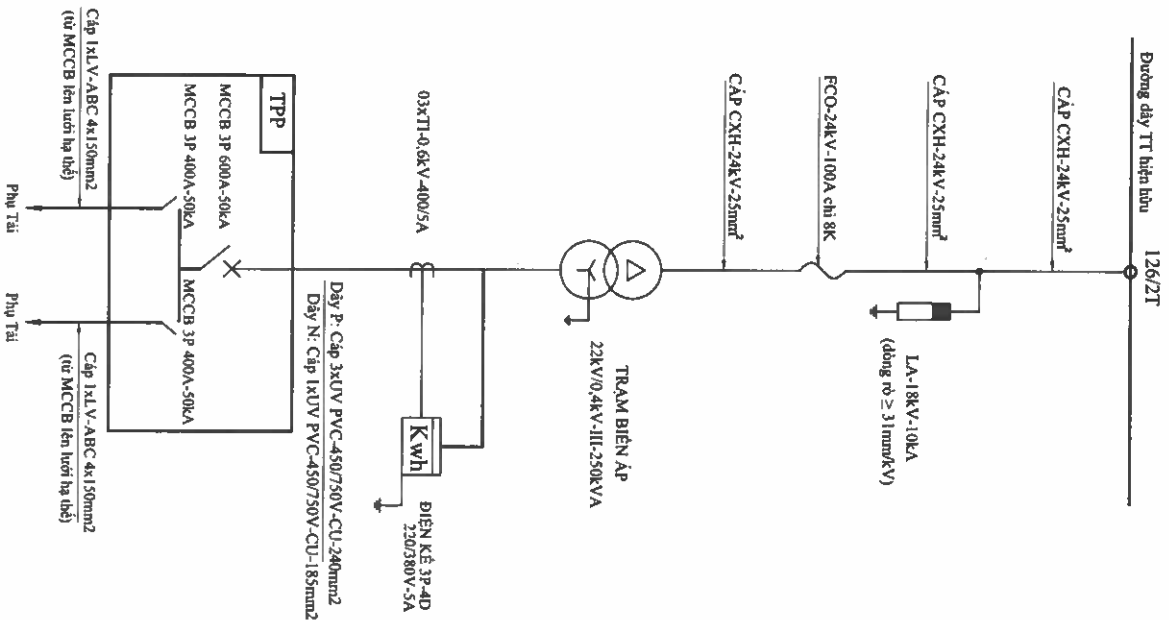 Đường dây TT hiện hữu
126/2T
CÁP CXH-24kV-25mm²
CÁP CXH-24kV-25mm²
LA-18kV-10kA
(dòng rò ≥ 31mm/kV)
FCO-24kV-100A chì 8K
CÁP CXH-24kV-25mm²
TRẠM BIẾN ÁP
22kV/0,4kV-III-250kVA
03xTI-0.6kV-400/5A
Kwh
ĐIỆN KẾ 3P-4D
220/380V-5A
Dây P: Cáp 3xUV PVC-450/750V-CU-240mm2
Dây N: Cáp 1xUV PVC-450/750V-CU-185mm2
TPP
MCCB 3P 600A-50kA
MCCB 3P 400A-50kA
MCCB 3P 400A-50kA
Cáp 1xLV-ABC 4x150mm2
(từ MCCB lên lưới hạ thế)
Cáp 1xLV-ABC 4x150mm2
(từ MCCB lên lưới hạ thế)
Phụ Tải
Phụ Tải